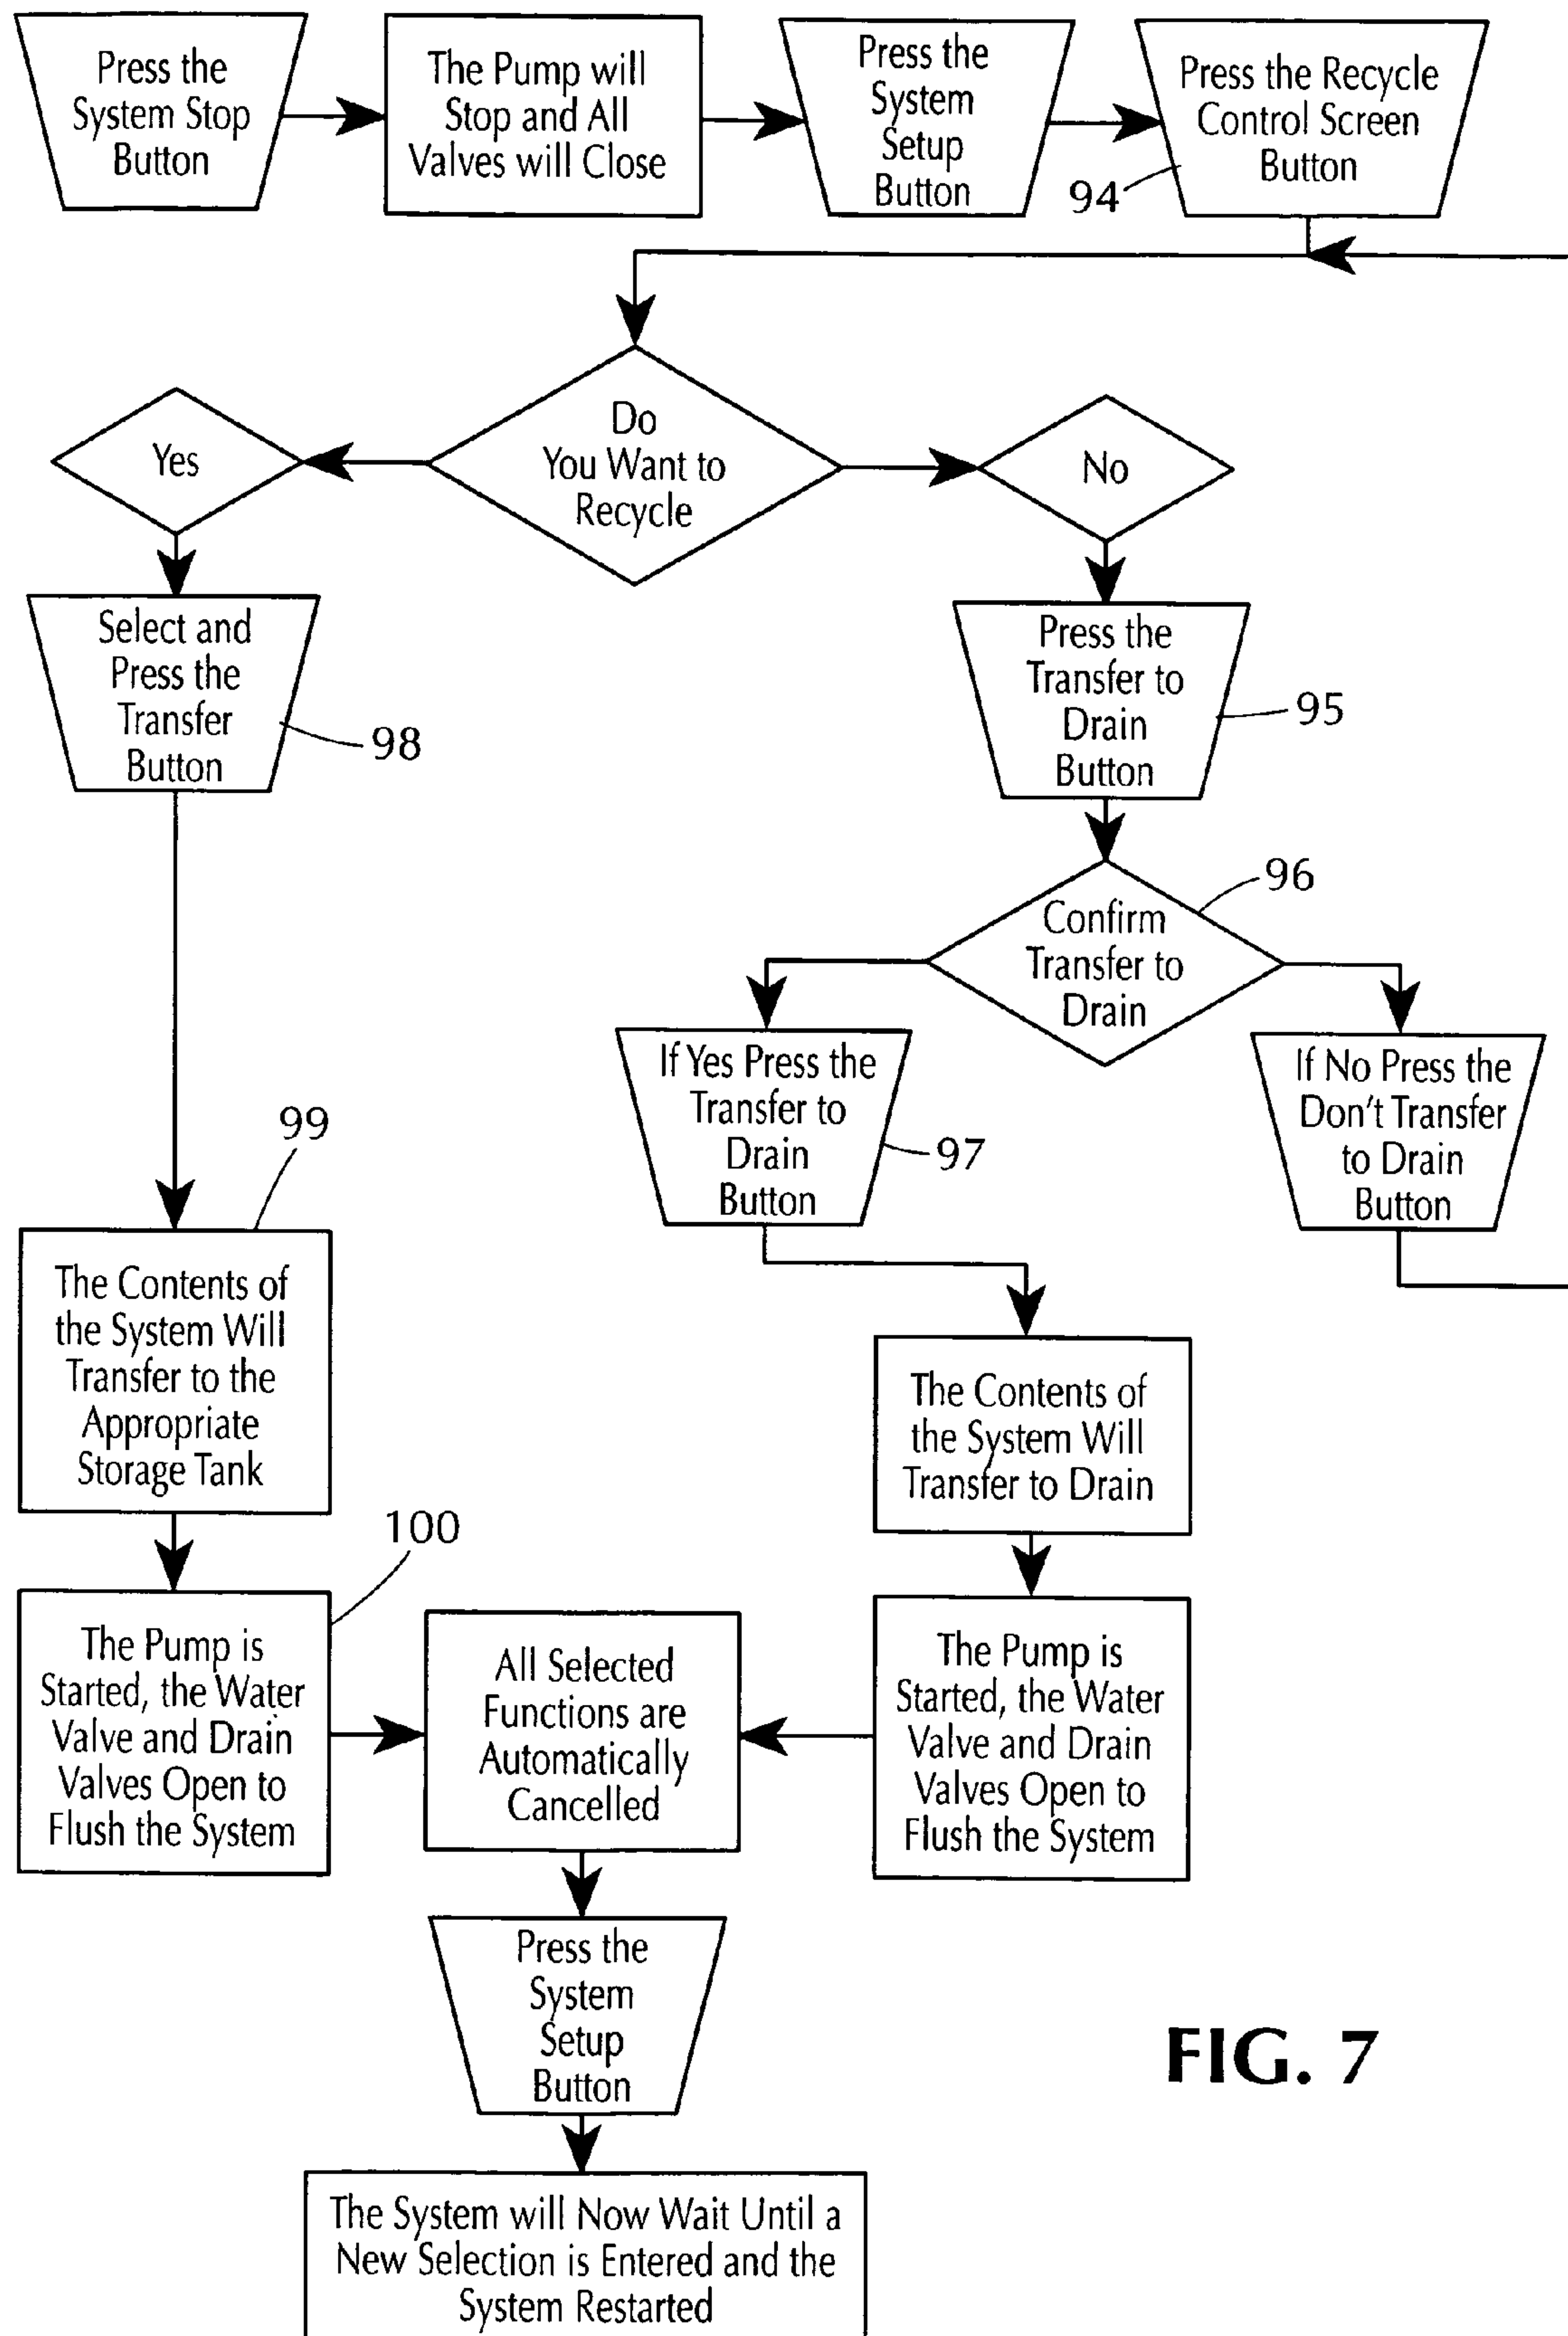 Press the
System Stop
Button
The Pump will
Stop and All
Valves will Close
Press the
System
Setup
Button
Press the Recycle
Control Screen
Button
94
Do
You Want to
Recycle
Yes
No
Select and
Press the
Transfer
Button
98
Press the
Transfer to
Drain
Button
95
Confirm
Transfer to
Drain
96
If Yes Press the
Transfer to
Drain
Button
97
If No Press the
Don't Transfer
to Drain
Button
99
The Contents of
the System Will
Transfer to the
Appropriate
Storage Tank
The Contents of
the System Will
Transfer to Drain
100
The Pump is
Started, the Water
Valve and Drain
Valves Open to
Flush the System
All Selected
Functions are
Automatically
Cancelled
The Pump is
Started, the Water
Valve and Drain
Valves Open to
Flush the System
Press the
System
Setup
Button
FIG. 7
The System will Now Wait Until a
New Selection is Entered and the
System Restarted